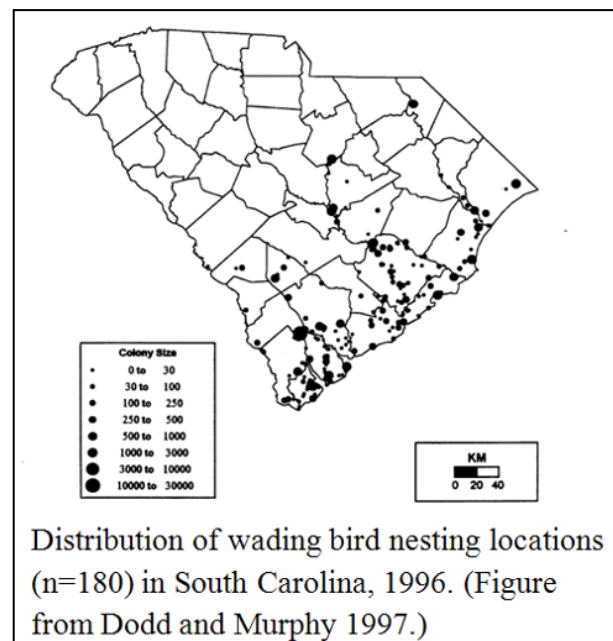 Colony Size
0 to 30
30 to 100
100 to 250
250 to 500
500 to 1000
1000 to 3000
3000 to 10000
10000 to 30000
KM
0 20 40
Distribution of wading bird nesting locations
(n=180) in South Carolina, 1996. (Figure
from Dodd and Murphy 1997.)